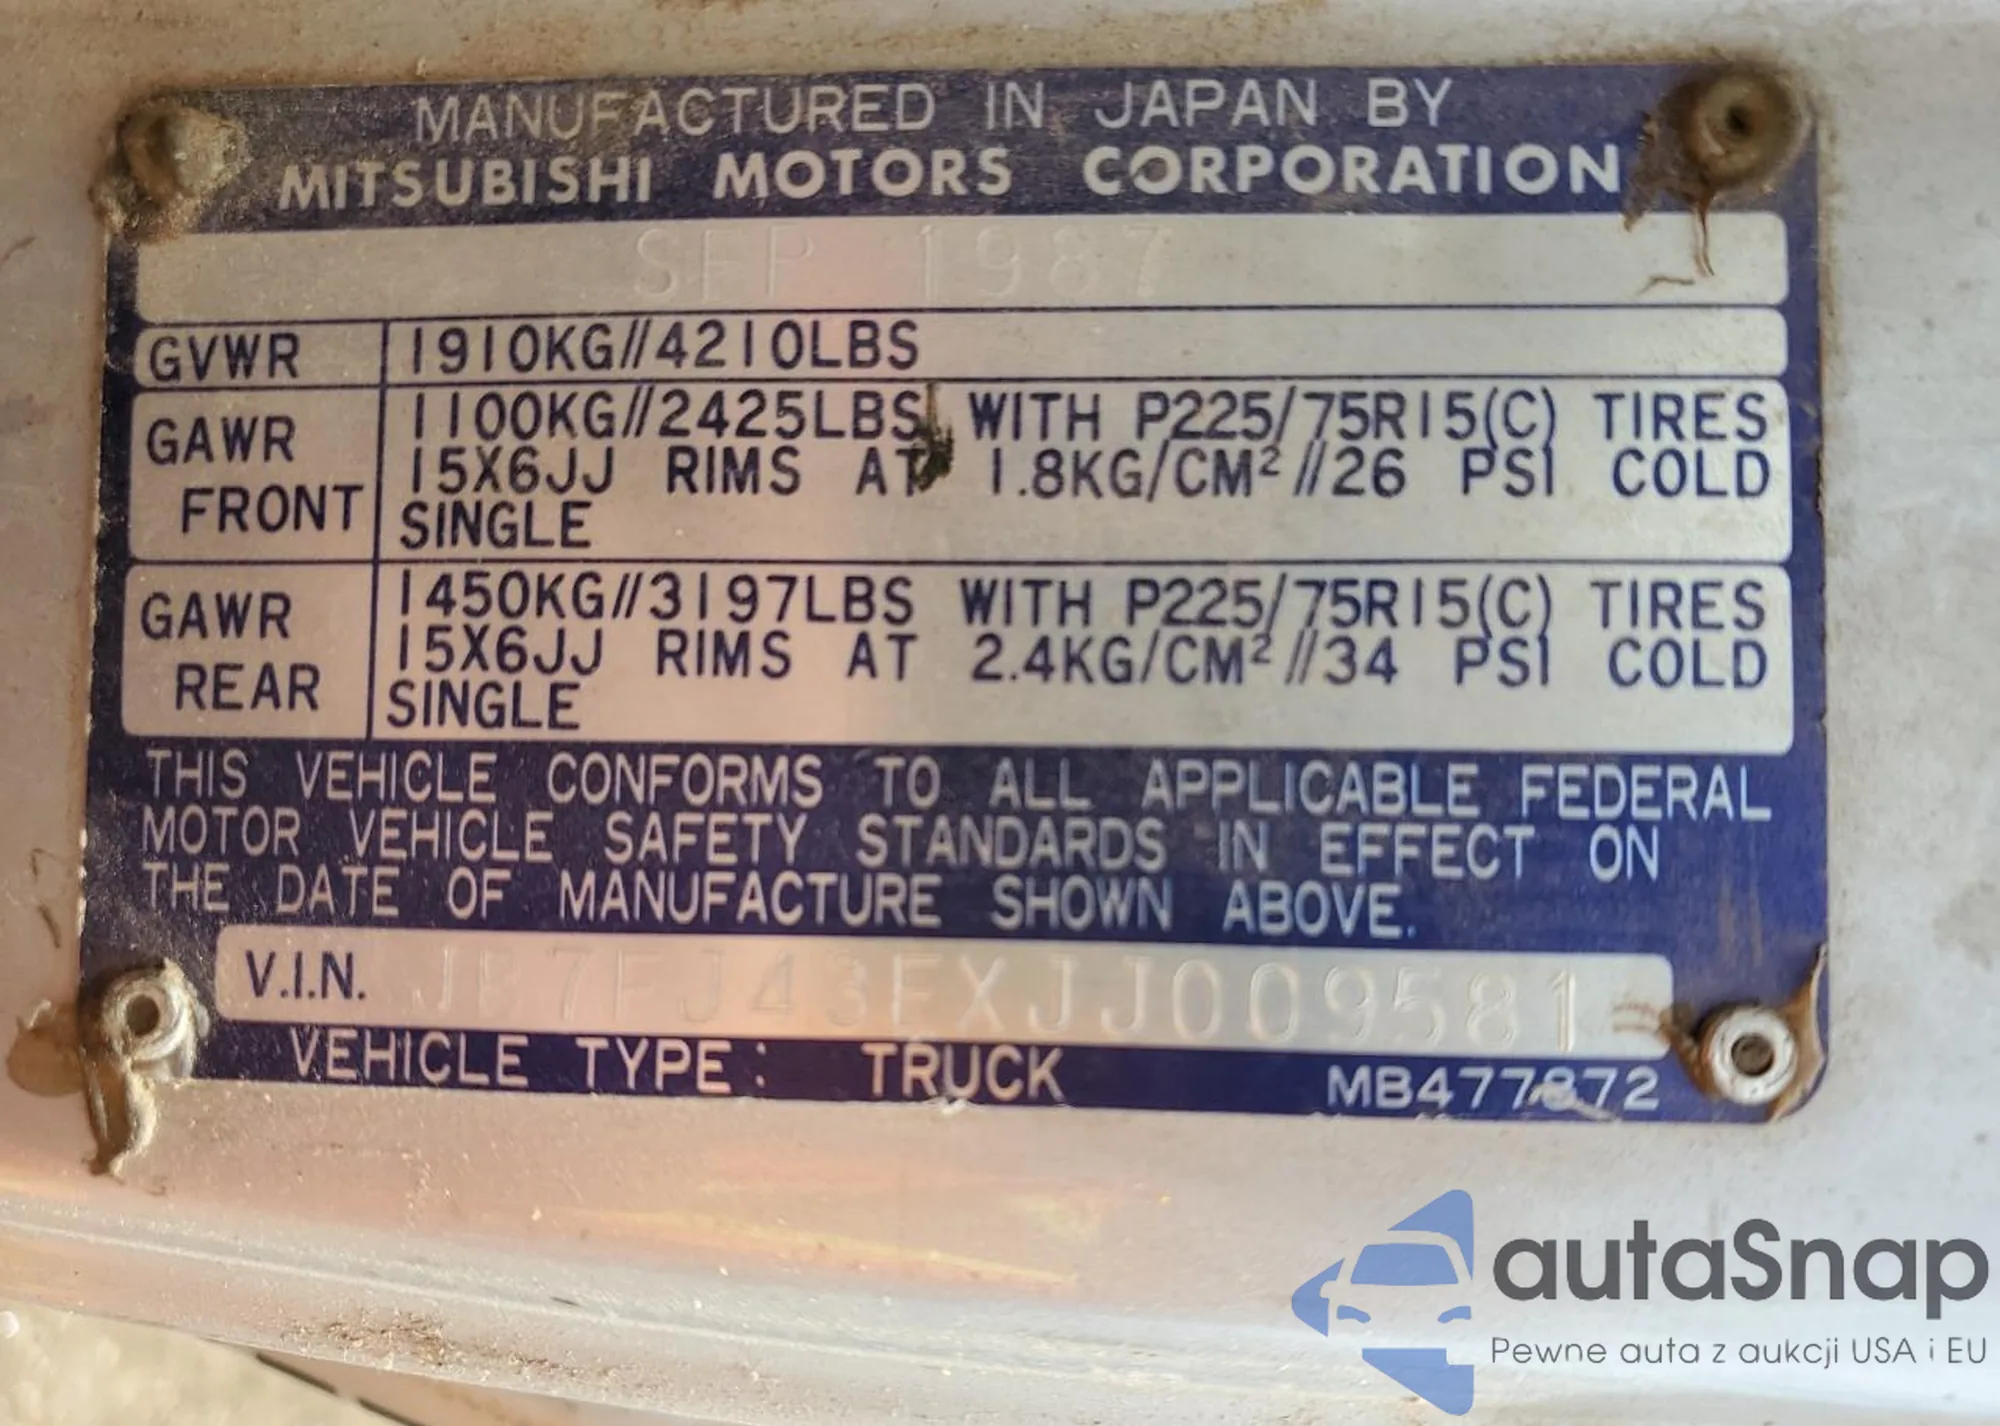 MANUFACTURED IN JAPAN BY
MITSUBISHI MOTORS CORPORATION
SEP 1987
GVWR 1910KG//4210LBS
GAWR FRONT 1100KG//2425LBS WITH P225/75R15(C) TIRES
15X6JJ RIMS AT 1.8KG/CM² //26 PSI COLD
SINGLE
GAWR REAR 1450KG//3197LBS WITH P225/75R15(C) TIRES
15X6JJ RIMS AT 2.4KG/CM² //34 PSI COLD
SINGLE
THIS VEHICLE CONFORMS TO ALL APPLICABLE FEDERAL
MOTOR VEHICLE SAFETY STANDARDS IN EFFECT ON
THE DATE OF MANUFACTURE SHOWN ABOVE.
V.I.N. JB7FJ43EXJJ009581
VEHICLE TYPE: TRUCK MB477872
autaSnap
Pewne auta z aukcji USA i EU